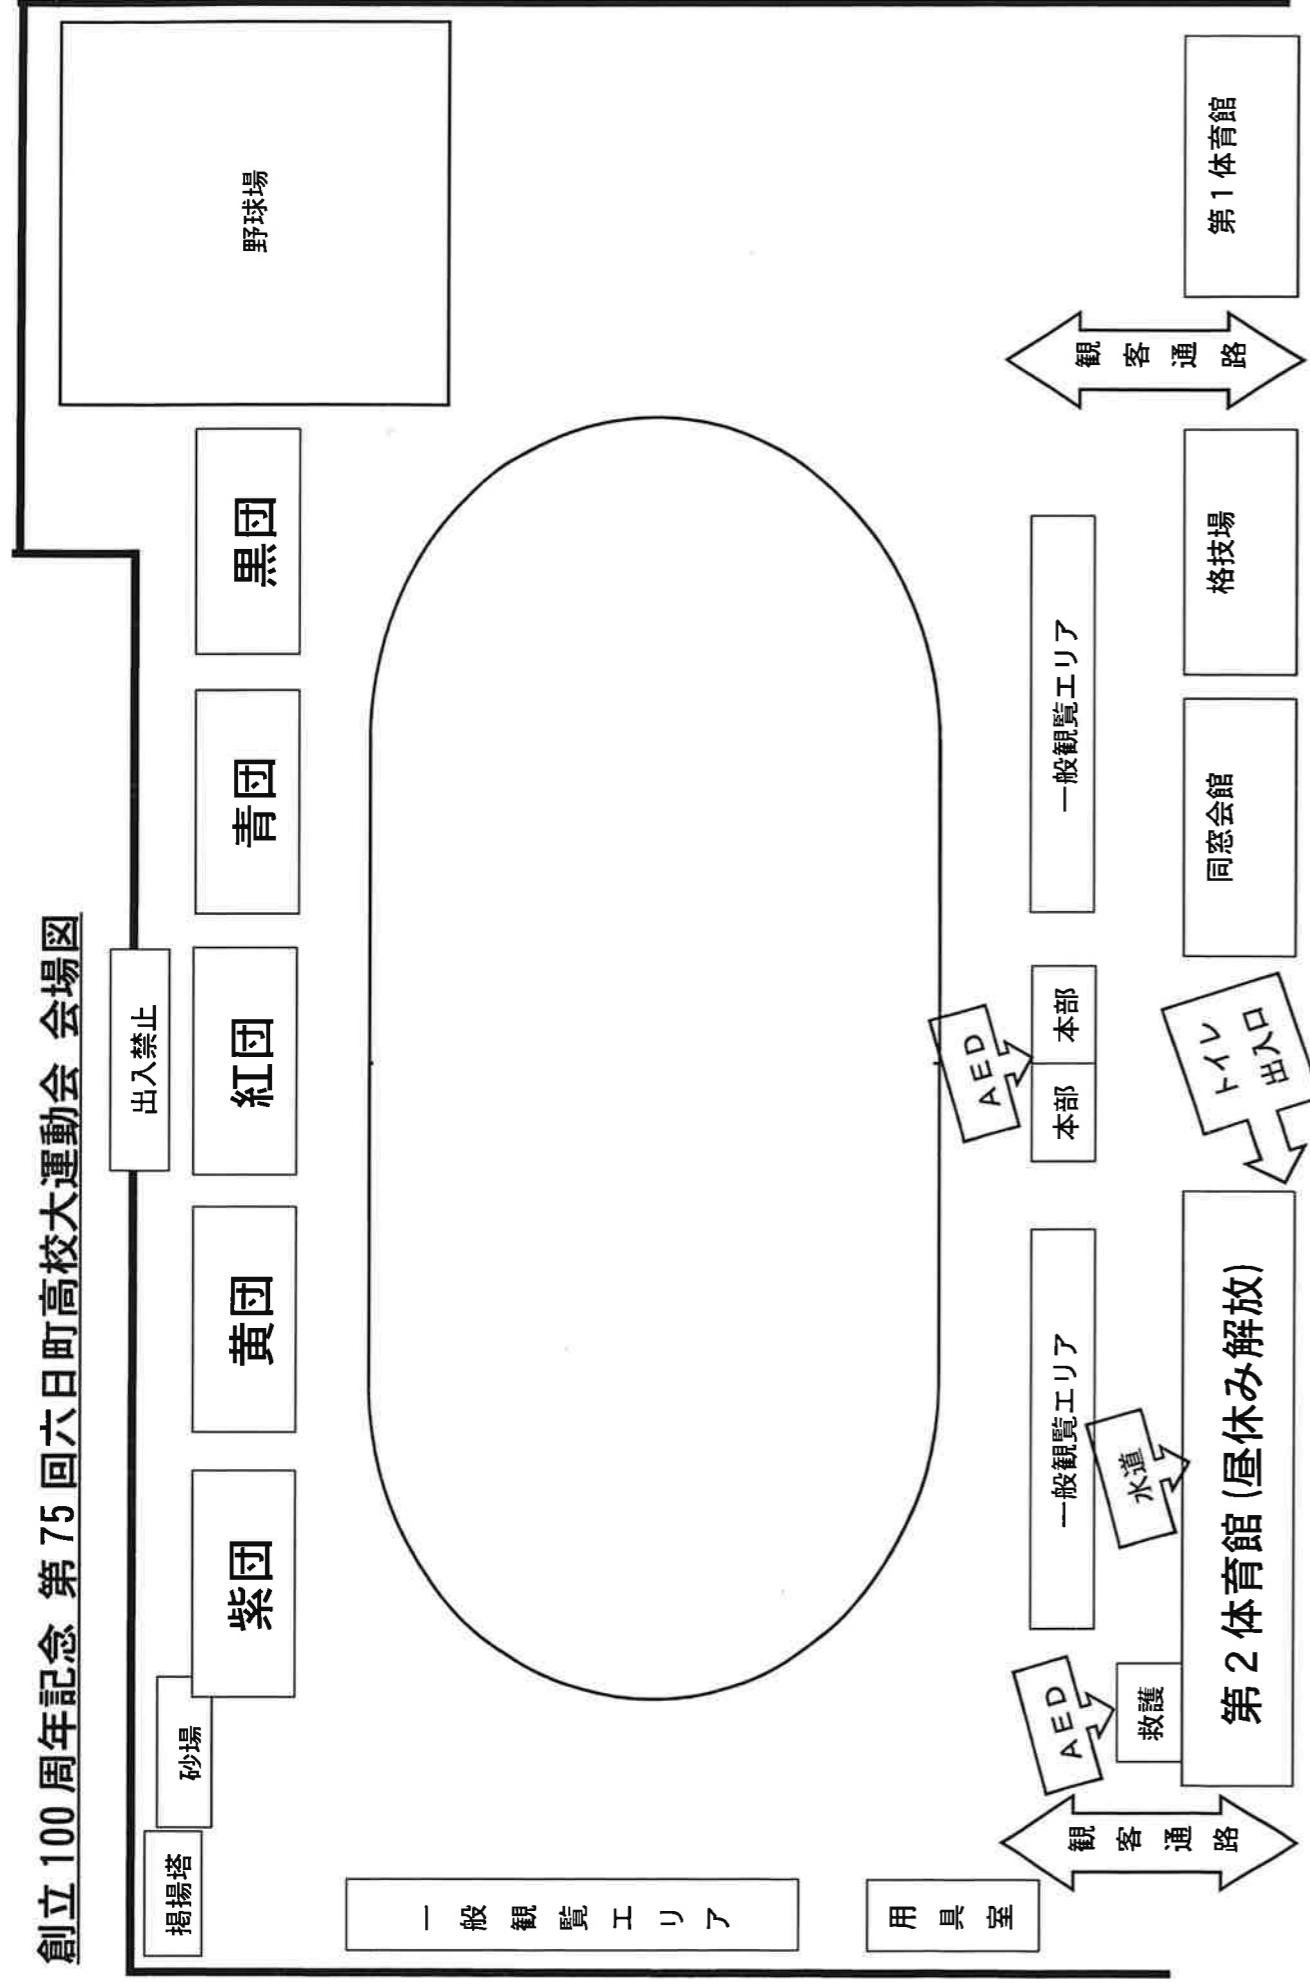 創立100周年記念 第75回六日町高校大運動会 会場図
出入禁止
掲揚塔
砂場
紫団
黄団
紅団
青団
黒団
野球場
一般観覧エリア
用具室
AED
AED
一般観覧エリア
本部
本部
一般観覧エリア
救護
水道
観客通路
第2体育館(昼休み解放)
トイレ
出入口
同窓会館
格技場
観客通路
第1体育館